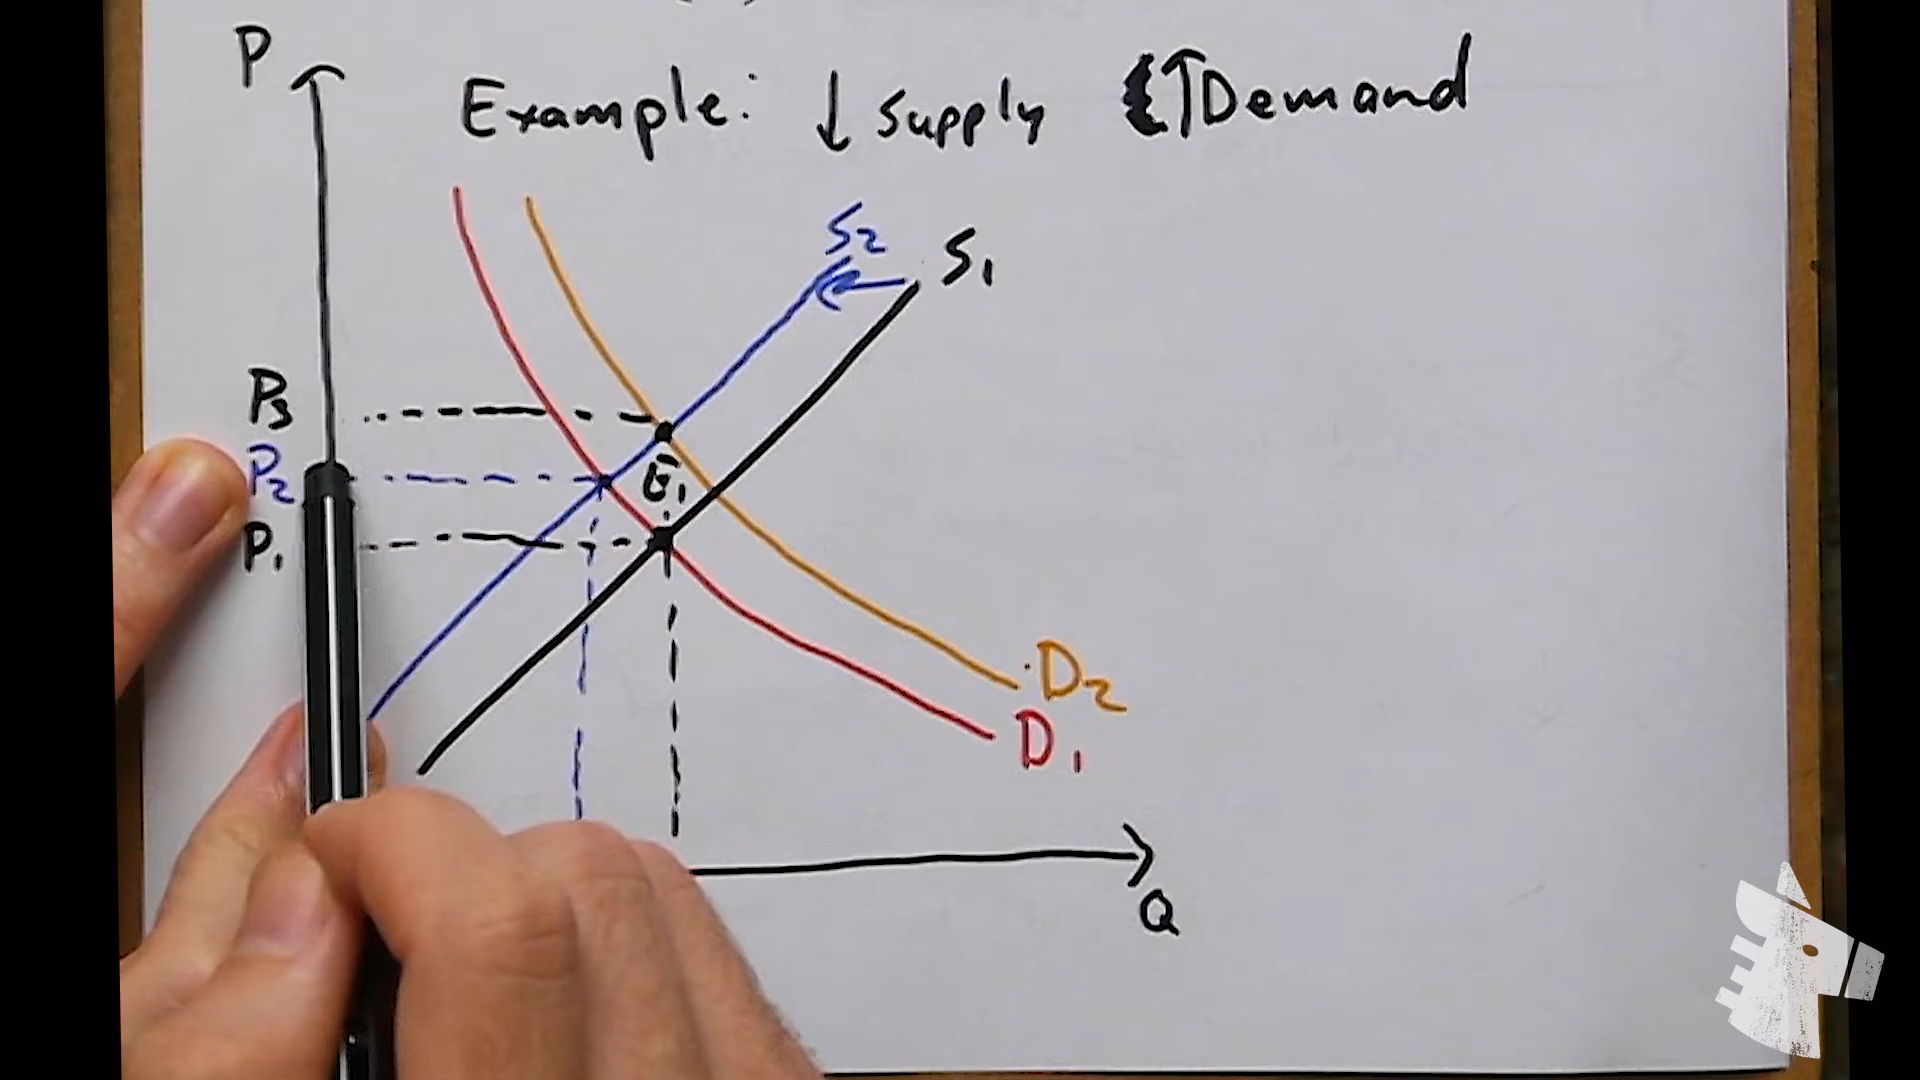 P
Example: ↓ supply ↑Demand
S2
S1
P3
P2
E1
P1
D2
D1
Q